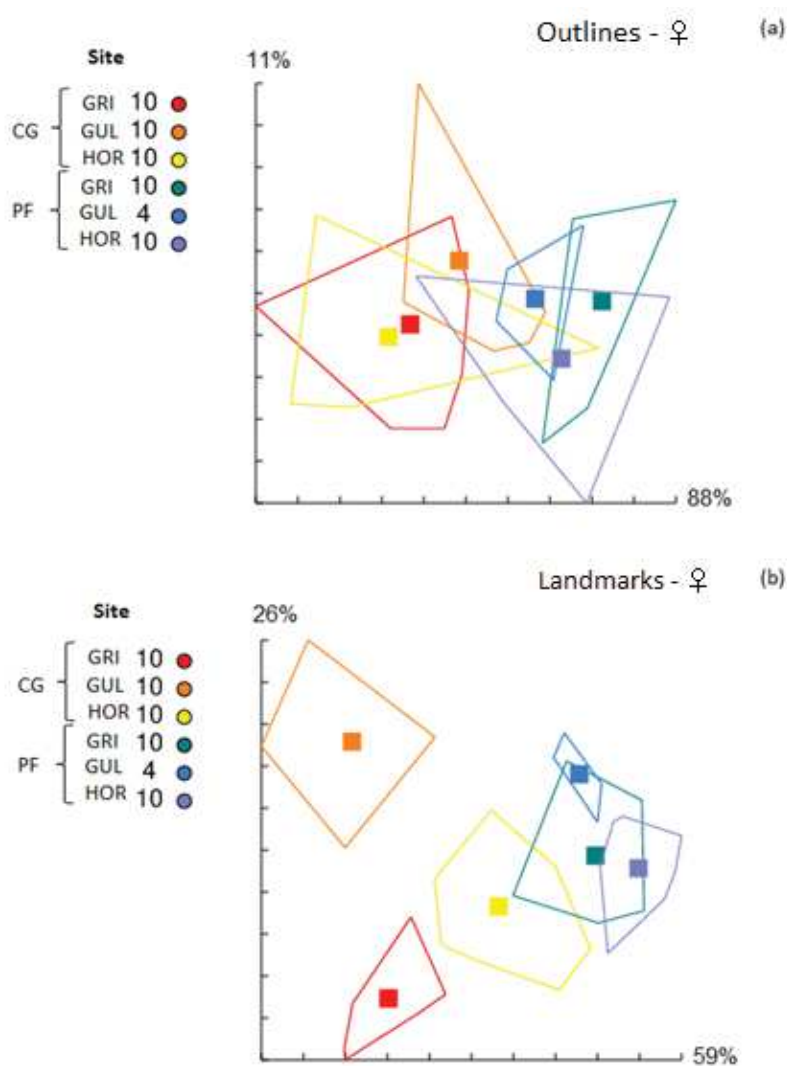 Outlines - ♀ (a)
Site
11%
CG
GRI 10
GUL 10
HOR 10
PF
GRI 10
GUL 4
HOR 10
88%
Landmarks - ♀ (b)
Site
26%
CG
GRI 10
GUL 10
HOR 10
PF
GRI 10
GUL 4
HOR 10
59%